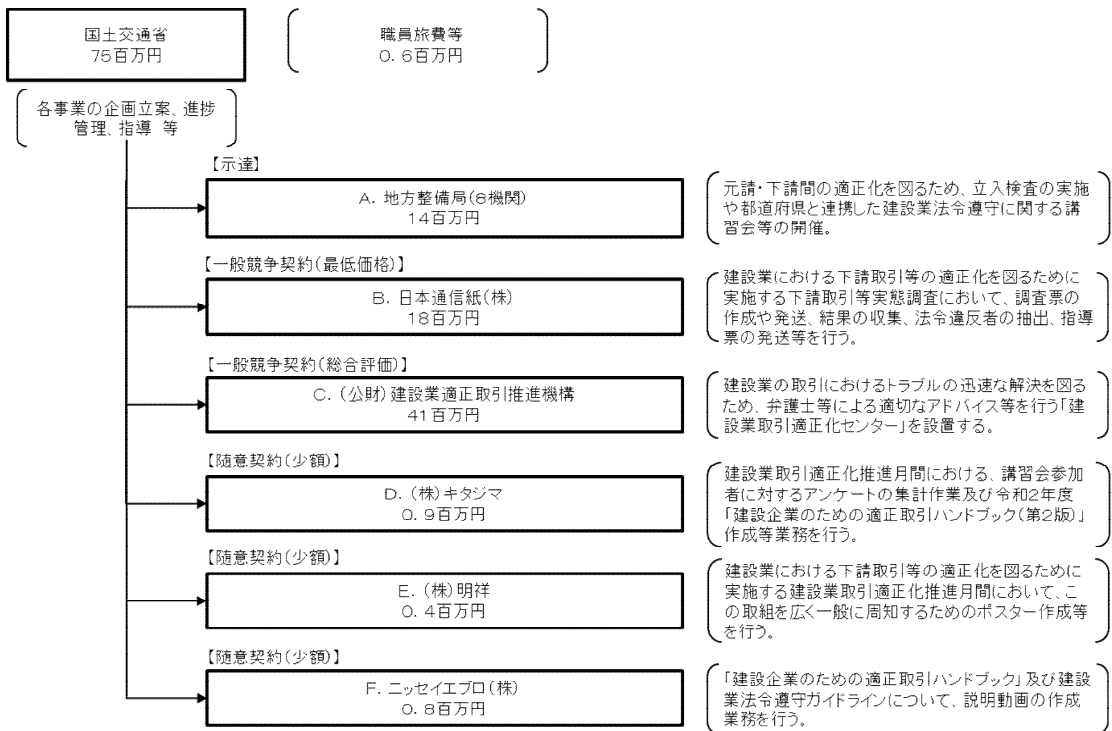 国土交通省
75百万円
職員旅費等
0.6百万円
各事業の企画立案、進捗
管理、指導 等
【示達】
A. 地方整備局(8機関)
14百万円
元請・下請間の適正化を図るため、立入検査の実施
や都道府県と連携した建設業法令遵守に関する講
習会等の開催。
【一般競争契約(最低価格)】
B. 日本通信紙(株)
18百万円
建設業における下請取引等の適正化を図るために
実施する下請取引等実態調査において、調査票の
作成や発送、結果の収集、法令違反者の抽出、指導
票の発送等を行う。
【一般競争契約(総合評価)】
C. (公財)建設業適正取引推進機構
41百万円
建設業の取引におけるトラブルの迅速な解決を図る
ため、弁護士等による適切なアドバイス等を行う「建
設業取引適正化センター」を設置する。
【随意契約(少額)】
D. (株)キタジマ
0.9百万円
建設業取引適正化推進月間における、講習会参加
者に対するアンケートの集計作業及び令和2年度
「建設企業のための適正取引ハンドブック(第2版)」
作成等業務を行う。
【随意契約(少額)】
E. (株)明祥
0.4百万円
建設業における下請取引等の適正化を図るために
実施する建設業取引適正化推進月間において、こ
の取組を広く一般に周知するためのポスター作成等
を行う。
【随意契約(少額)】
F. ニッセイエブロ(株)
0.8百万円
「建設企業のための適正取引ハンドブック」及び建設
業法令遵守ガイドラインについて、説明動画の作成
業務を行う。